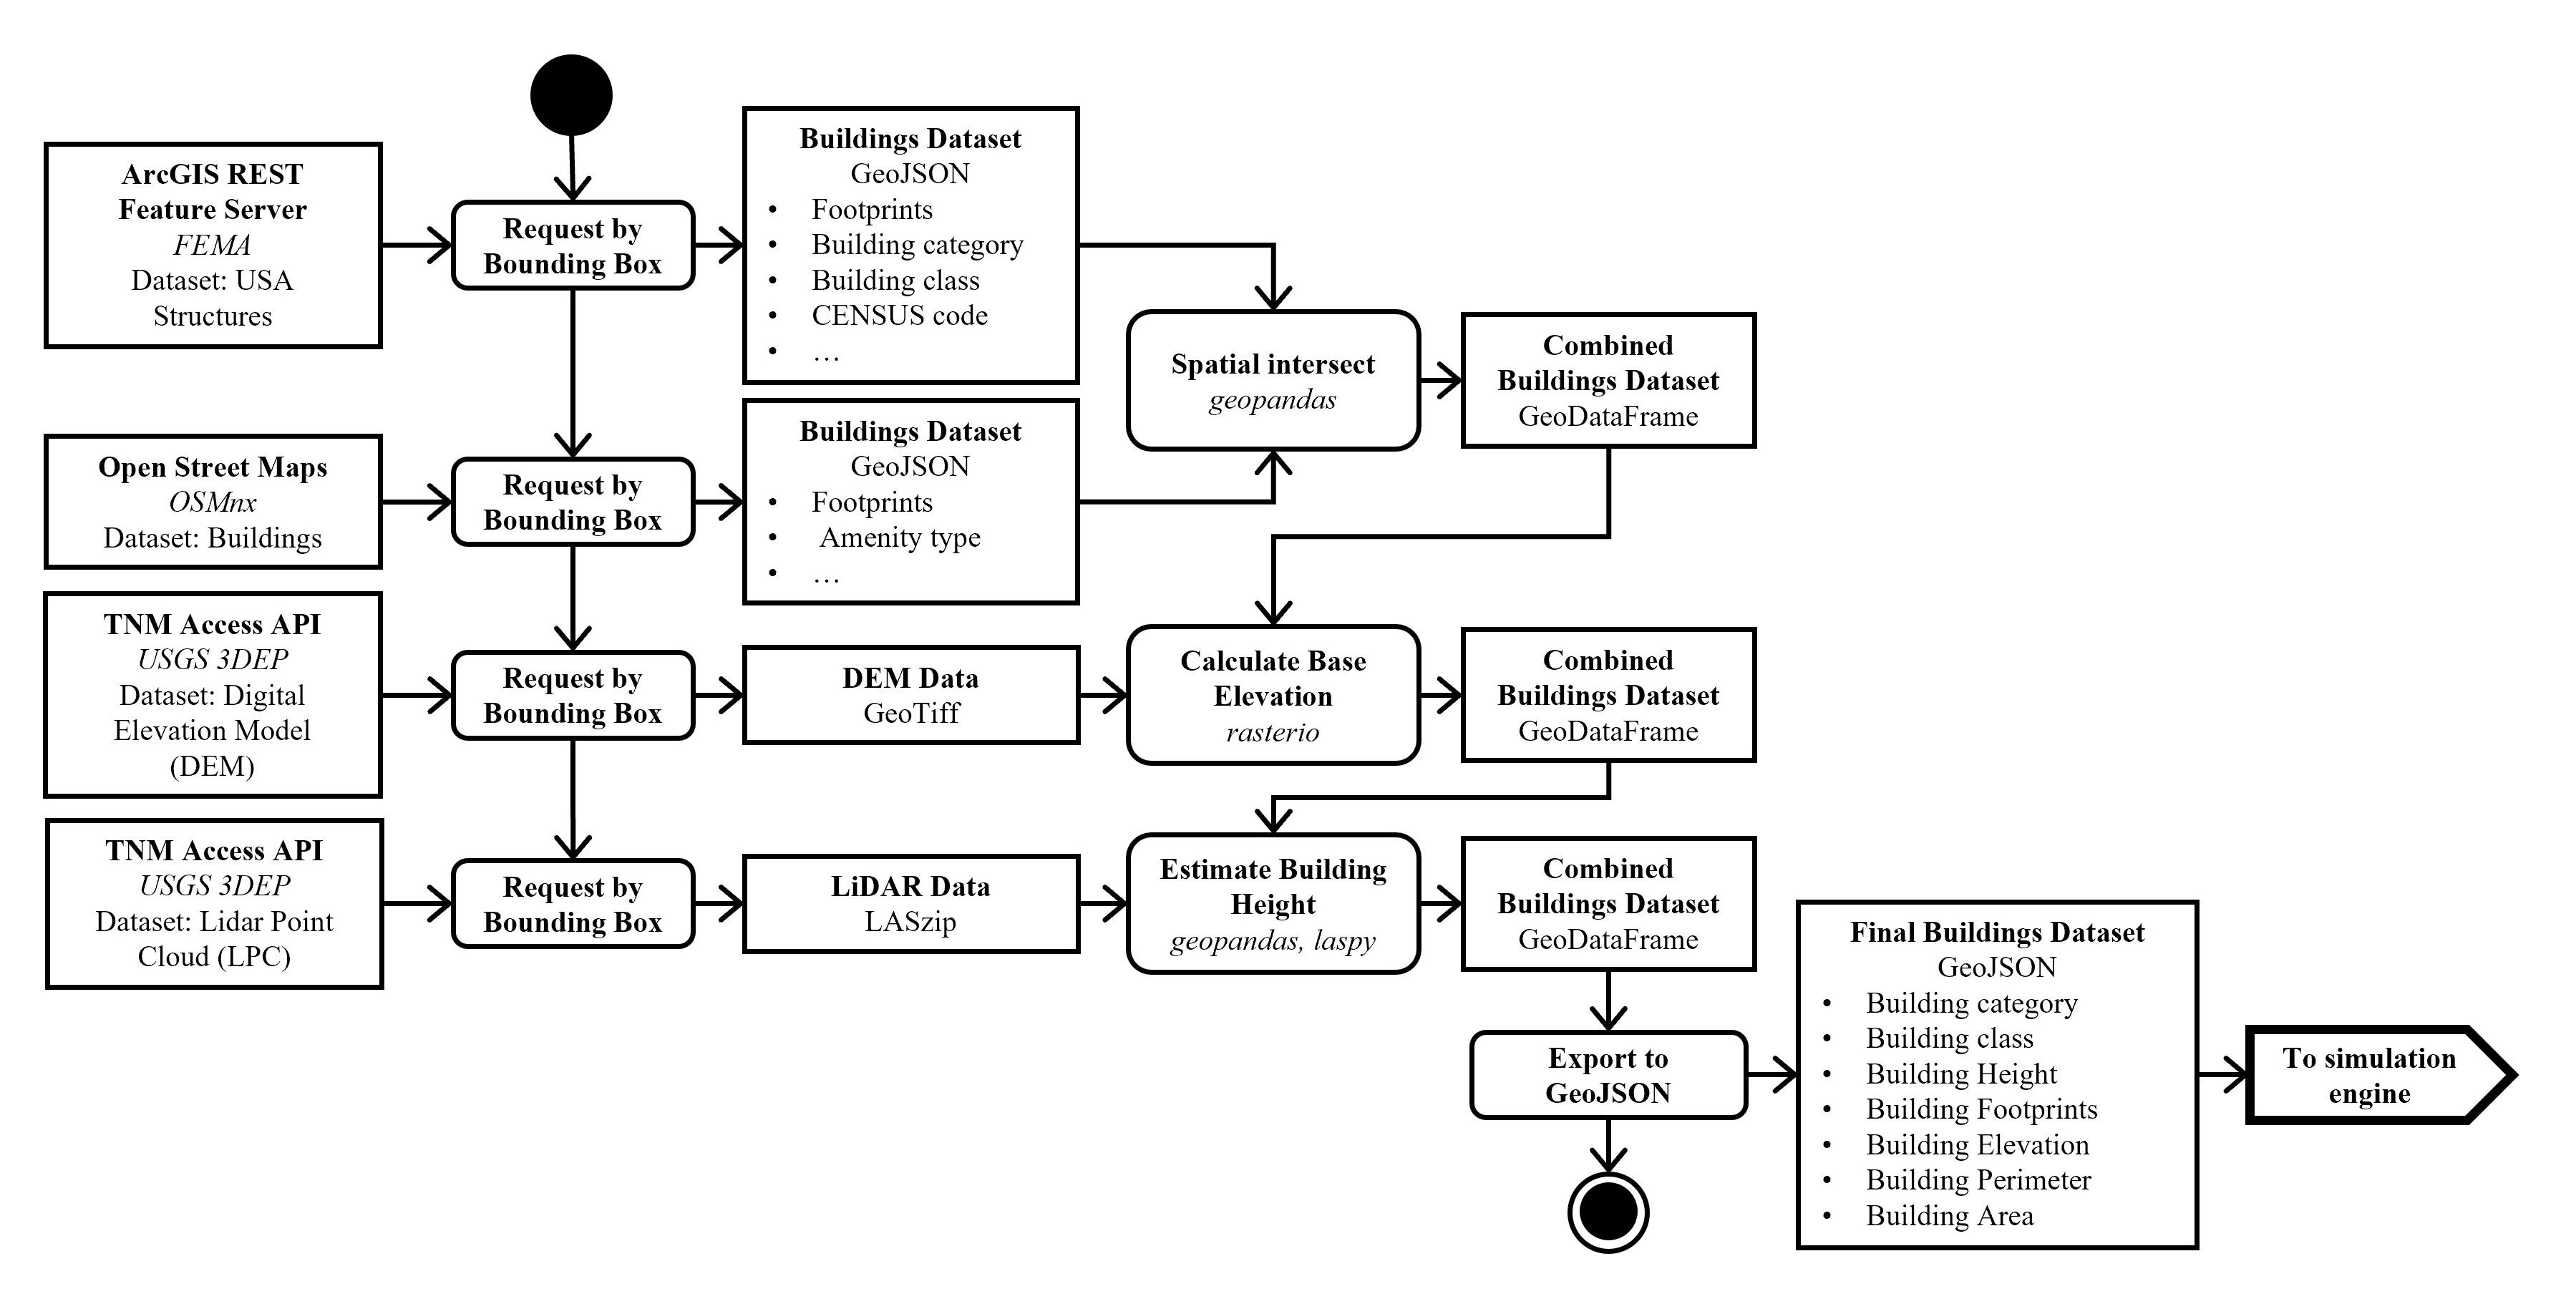 ArcGIS REST
Feature Server
FEMA
Dataset: USA
Structures
Request by
Bounding Box
Buildings Dataset
GeoJSON
• Footprints
• Building category
• Building class
• CENSUS code
• …
Spatial intersect
geopandas
Combined
Buildings Dataset
GeoDataFrame
Open Street Maps
OSMnx
Dataset: Buildings
Request by
Bounding Box
Buildings Dataset
GeoJSON
• Footprints
• Amenity type
• …
TNM Access API
USGS 3DEP
Dataset: Digital
Elevation Model
(DEM)
Request by
Bounding Box
DEM Data
GeoTiff
Calculate Base
Elevation
rasterio
Combined
Buildings Dataset
GeoDataFrame
TNM Access API
USGS 3DEP
Dataset: Lidar Point
Cloud (LPC)
Request by
Bounding Box
LiDAR Data
LASzip
Estimate Building
Height
geopandas, laspy
Combined
Buildings Dataset
GeoDataFrame
Export to
GeoJSON
Final Buildings Dataset
GeoJSON
• Building category
• Building class
• Building Height
• Building Footprints
• Building Elevation
• Building Perimeter
• Building Area
To simulation
engine